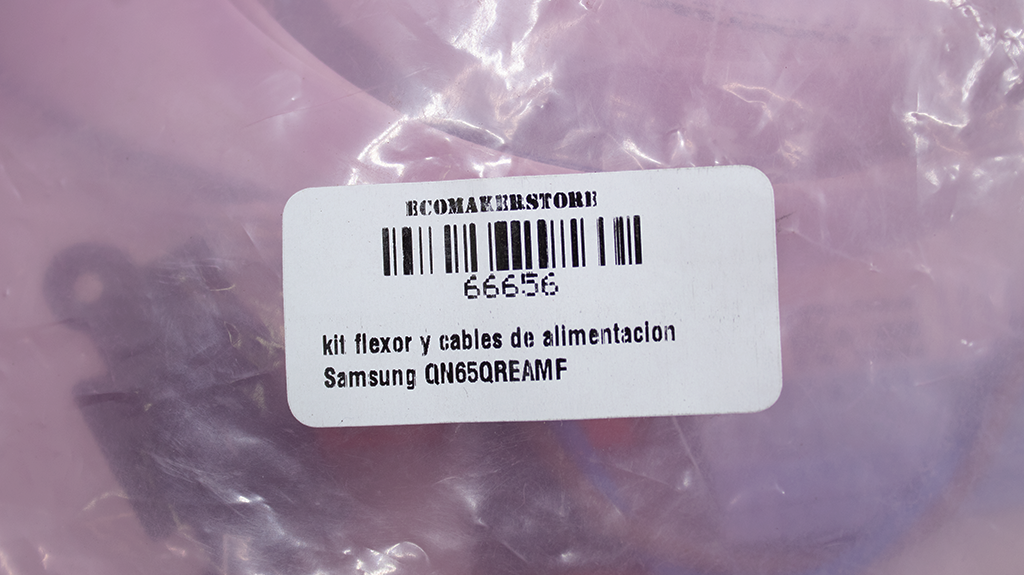 ECOMAKERSTORE
66656
kit flexor y cables de alimentacion
Samsung QN65QREAMF